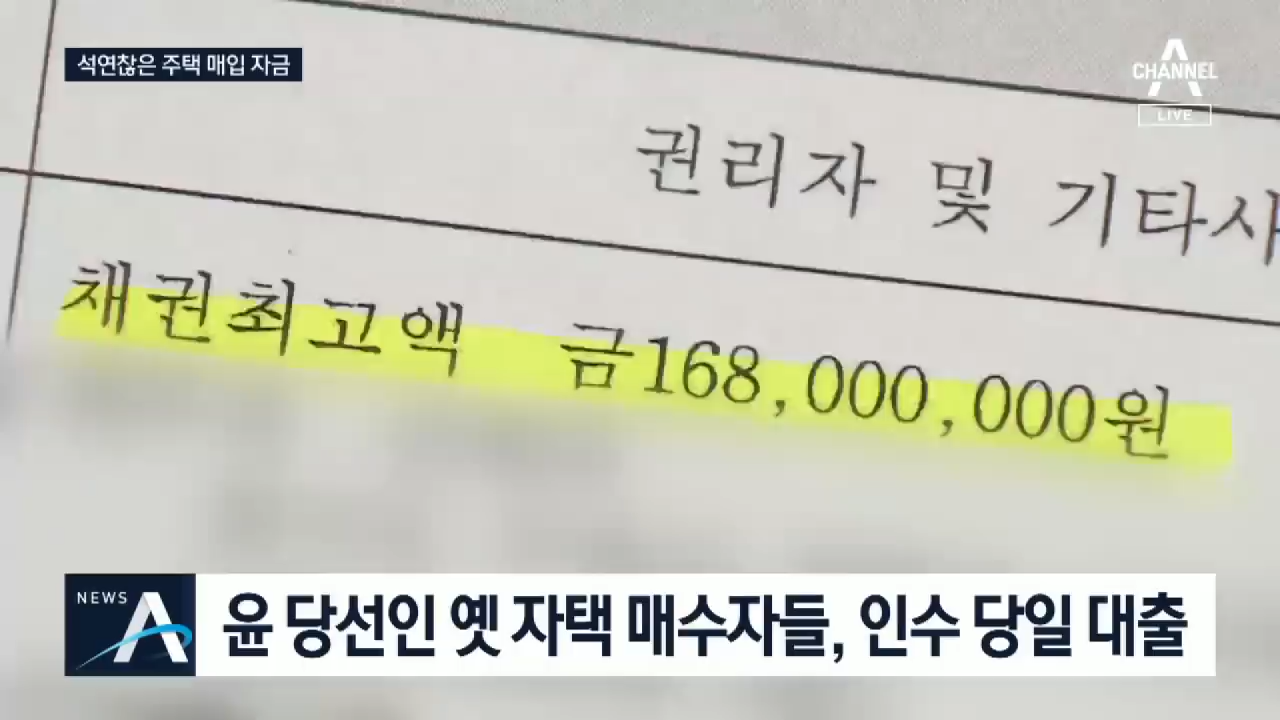 석연찮은 주택 매입 자금
CHANNEL A
LIVE
권리자 및 기타사
채권최고액 금168,000,000원
NEWS A
윤 당선인 옛 자택 매수자들, 인수 당일 대출